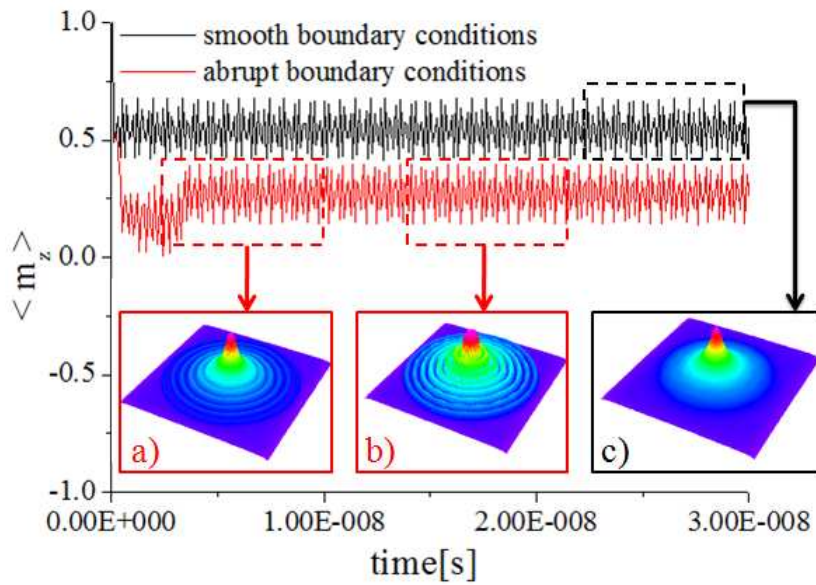 1.0
smooth boundary conditions
abrupt boundary conditions
0.5
0.0
< m_z >
-0.5
a)
b)
c)
-1.0
0.00E+000
1.00E-008
2.00E-008
3.00E-008
time[s]